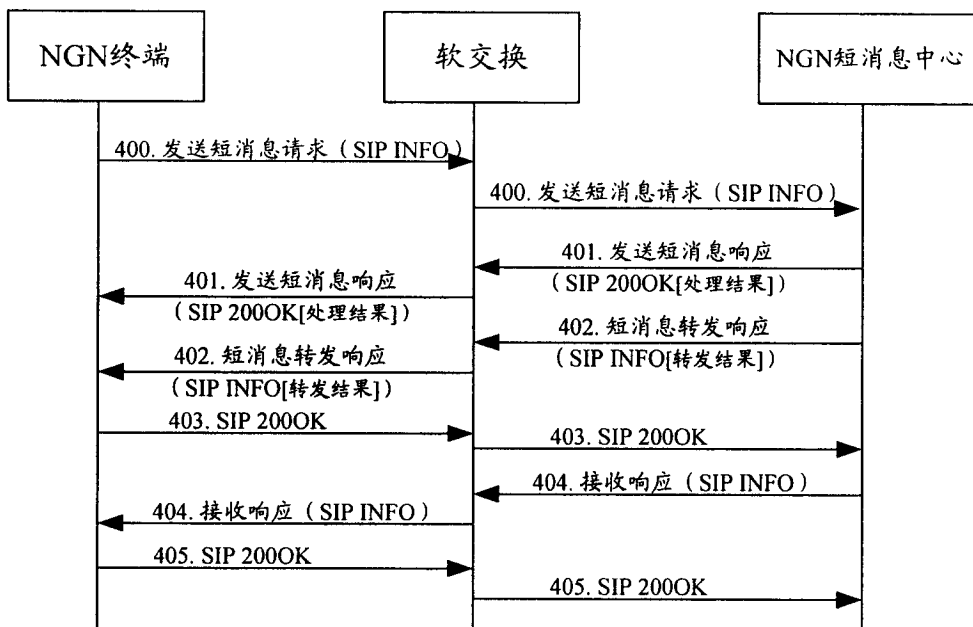 NGN终端
软交换
NGN短消息中心
400. 发送短消息请求（SIP INFO）
400. 发送短消息请求（SIP INFO）
401. 发送短消息响应
（SIP 200OK[处理结果]）
401. 发送短消息响应
（SIP 200OK[处理结果]）
402. 短消息转发响应
（SIP INFO[转发结果]）
402. 短消息转发响应
（SIP INFO[转发结果]）
403. SIP 200OK
403. SIP 200OK
404. 接收响应（SIP INFO）
404. 接收响应（SIP INFO）
405. SIP 200OK
405. SIP 200OK